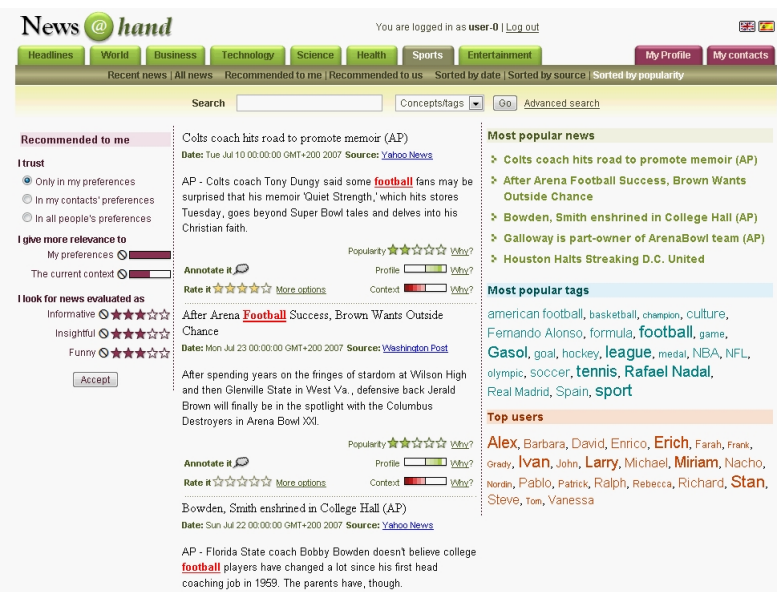 News @ hand
You are logged in as user-0 | Log out
Headlines World Business Technology Science Health Sports Entertainment My Profile My contacts
Recent news | All news Recommended to me | Recommended to us Sorted by date | Sorted by source | Sorted by popularity
Search Concepts/tags Go Advanced search
Recommended to me
I trust
Only in my preferences
In my contacts' preferences
In all people's preferences
I give more relevance to
My preferences
The current context
I look for news evaluated as
Informative
Insightful
Funny
Accept
Colts coach hits road to promote memoir (AP)
Date: Tue Jul 10 00:00:00 GMT+200 2007 Source: Yahoo News
AP - Colts coach Tony Dungy said some football fans may be
surprised that his memoir 'Quiet Strength,' which hits stores
Tuesday, goes beyond Super Bowl tales and delves into his
Christian faith.
Popularity Why?
Annotate it Profile Why?
Rate it More options Context Why?
After Arena Football Success, Brown Wants Outside
Chance
Date: Mon Jul 23 00:00:00 GMT+200 2007 Source: Washington Post
After spending years on the fringes of stardom at Wilson High
and then Glenville State in West Va., defensive back Jerald
Brown will finally be in the spotlight with the Columbus
Destroyers in Arena Bowl XXI.
Popularity Why?
Annotate it Profile Why?
Rate it More options Context Why?
Bowden, Smith enshrined in College Hall (AP)
Date: Sun Jul 22 00:00:00 GMT+200 2007 Source: Yahoo News
AP - Florida State coach Bobby Bowden doesn't believe college
football players have changed a lot since his first head
coaching job in 1959. The parents have, though.
Most popular news
Colts coach hits road to promote memoir (AP)
After Arena Football Success, Brown Wants
Outside Chance
Bowden, Smith enshrined in College Hall (AP)
Galloway is part-owner of ArenaBowl team (AP)
Houston Halts Streaking D.C. United
Most popular tags
american football, basketball, champion, culture,
Fernando Alonso, formula, football, game,
Gasol, goal, hockey, league, medal, NBA, NFL,
olympic, soccer, tennis, Rafael Nadal,
Real Madrid, Spain, sport
Top users
Alex, Barbara, David, Enrico, Erich, Farah, Frank,
Grady, Ivan, John, Larry, Michael, Miriam, Nacho,
Nordin, Pablo, Patrick, Ralph, Rebecca, Richard, Stan,
Steve, Tom, Vanessa